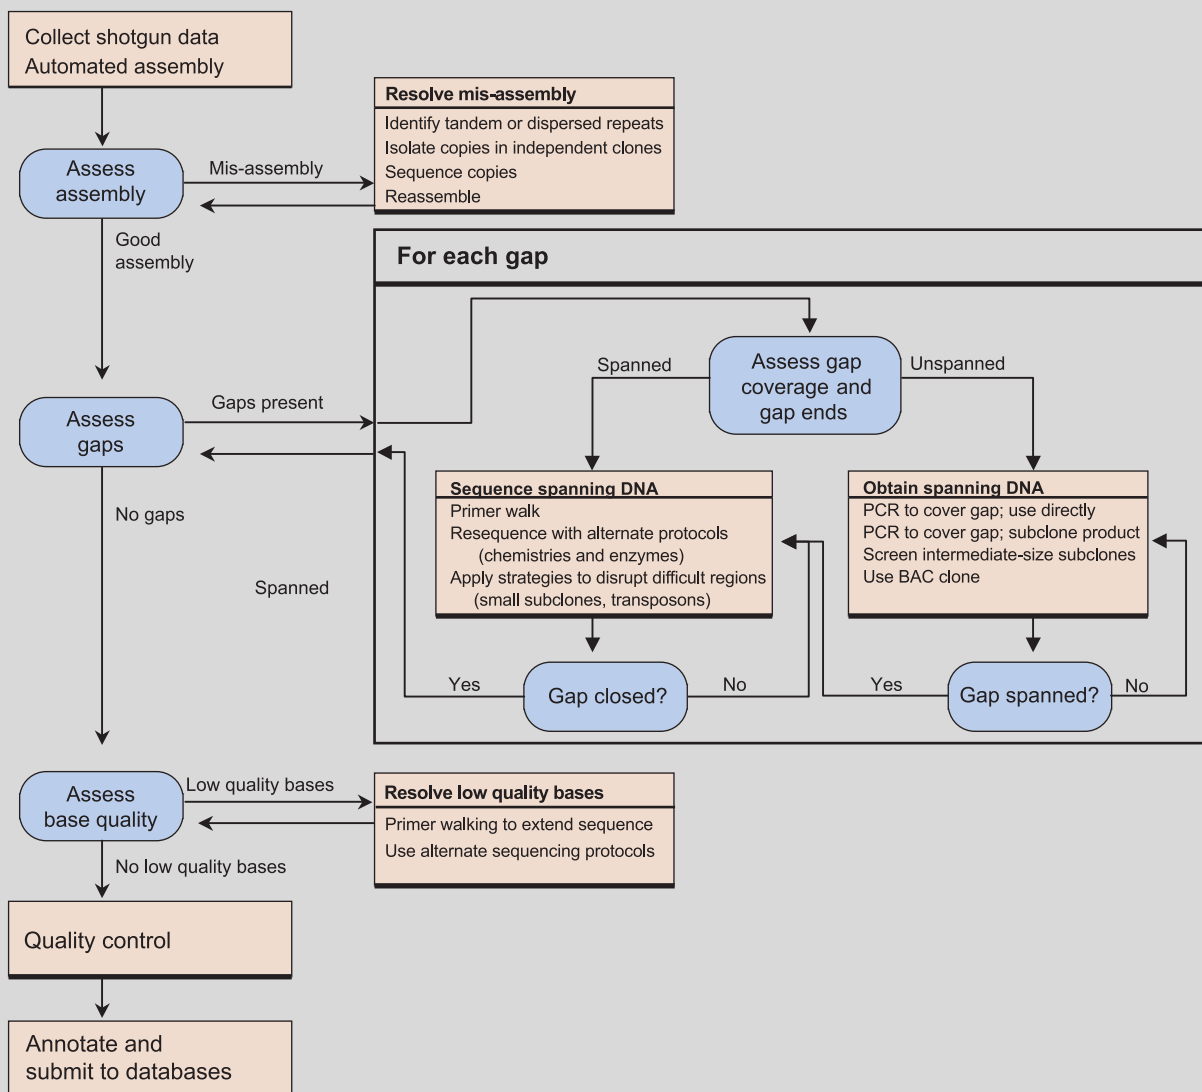 Collect shotgun data
Automated assembly
Resolve mis-assembly
Identify tandem or dispersed repeats
Isolate copies in independent clones
Sequence copies
Reassemble
Assess
assembly
Mis-assembly
Good
assembly
For each gap
Assess gap
coverage and
gap ends
Spanned
Unspanned
Assess
gaps
Gaps present
No gaps
Spanned
Sequence spanning DNA
Primer walk
Resequence with alternate protocols
(chemistries and enzymes)
Apply strategies to disrupt difficult regions
(small subclones, transposons)
Obtain spanning DNA
PCR to cover gap; use directly
PCR to cover gap; subclone product
Screen intermediate-size subclones
Use BAC clone
Yes
Gap closed?
No
Yes
Gap spanned?
No
Assess
base quality
Low quality bases
Resolve low quality bases
Primer walking to extend sequence
Use alternate sequencing protocols
No low quality bases
Quality control
Annotate and
submit to databases